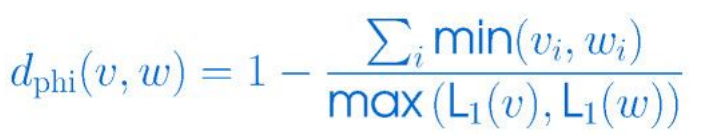 d_phi(v, w) = 1 − ∑_i min(v_i, w_i) / max (L_1(v), L_1(w))